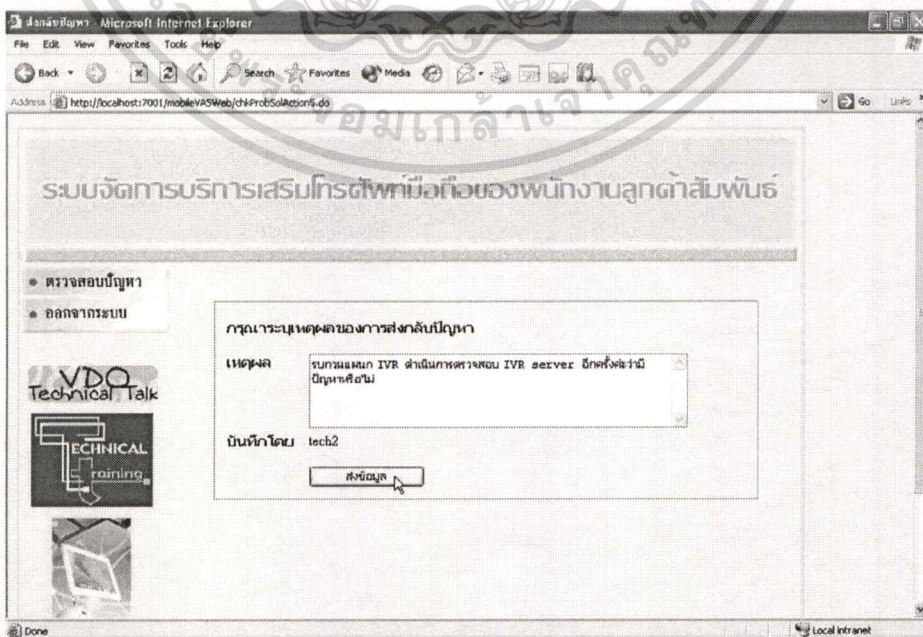 ส่งกลับปัญหา - Microsoft Internet Explorer
File Edit View Favorites Tools Help
Back Search Favorites Media
Address http://localhost:7001/mobileVASWeb/chkProbSolAction5.do Go Links
ระบบจัดการบริการเสริมโทรศัพท์มือถือของพนักงานลูกค้าสัมพันธ์
ตรวจสอบปัญหา
ออกจากระบบ
กรุณาระบุเหตุผลของการส่งกลับปัญหา
เหตุผล
รบกวนแผนก IVR ดำเนินการตรวจสอบ IVR server อีกครั้งค่ะว่ามี
ปัญหาหรือไม่
บันทึกโดย tech2
ส่งข้อมูล
VDO
Technical Talk
TECHNICAL
Training
Done Local intranet